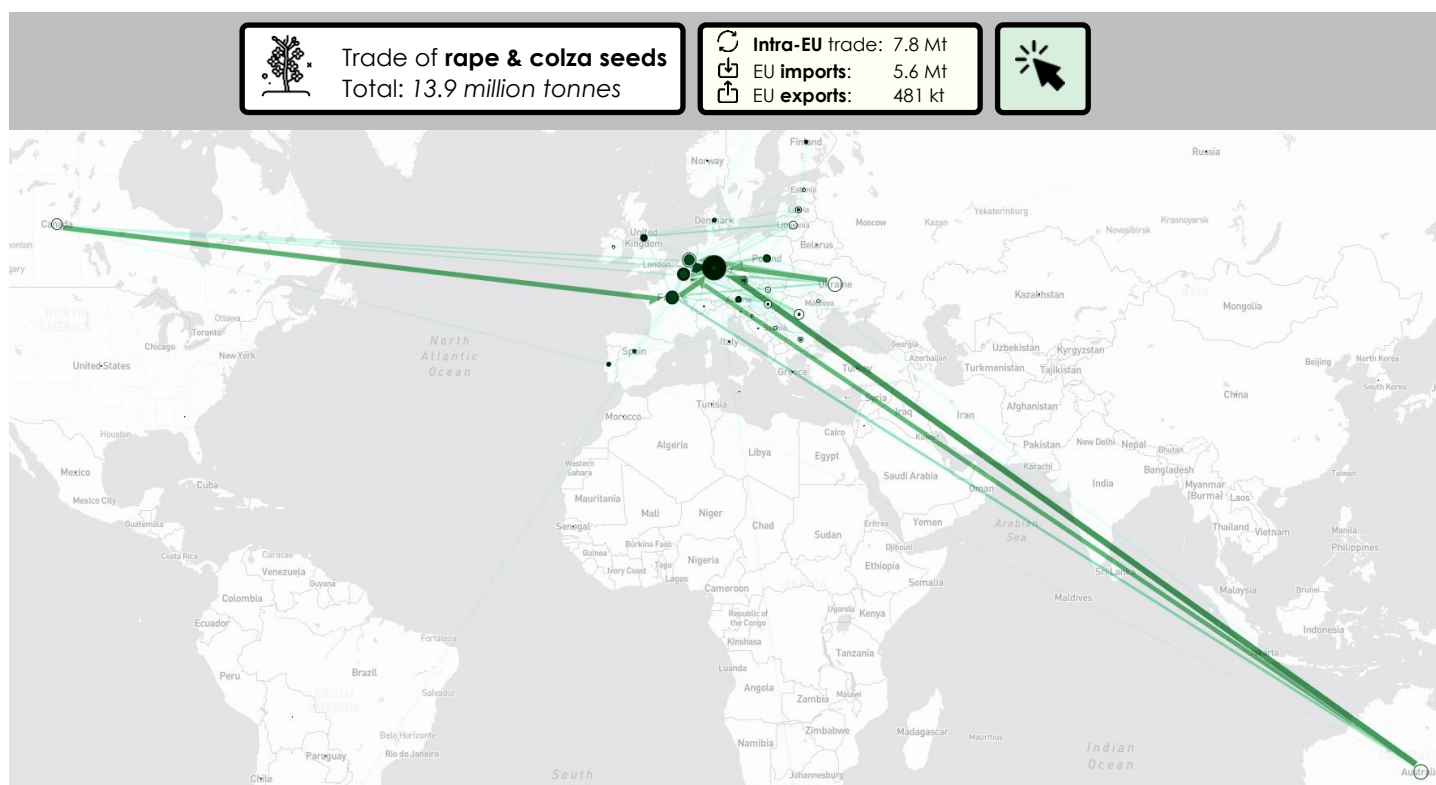 Trade of rape & colza seeds
Total: 13.9 million tonnes
Intra-EU trade: 7.8 Mt
EU imports: 5.6 Mt
EU exports: 481 kt
Finland
Norway
Russia
Estonia
Yekaterinburg
Denmark
Moscow
Kazan
Krasnoyarsk
Canada
Novosibirsk
United
Kingdom
Belarus
London
Poland
Ukraine
Kazakhstan
Moldova
Mongolia
NORTH
AMERICA
Ottawa
Toronto
Chicago
New York
North
Atlantic
Ocean
United States
Spain
Italy
Serbia
Greece
Turkey
Georgia
Azerbaijan
Uzbekistan
Kyrgyzstan
Turkmenistan
Tajikistan
Beijing
North Korea
South Korea
China
Syria
Iraq
Iran
Afghanistan
Morocco
Tunisia
Houston
Algeria
Libya
Cairo
Egypt
Kuwait
Pakistan
New Delhi
Nepal
Bhutan
Karachi
Bangladesh
Taiwan
Western
Sahara
Saudi Arabia
Oman
India
Myanmar
(Burma)
Laos
Mexico
Mexico City
Cuba
Mauritania
Mali
Niger
Chad
Sudan
Eritrea
Yemen
Arabian
Sea
Thailand
Vietnam
Manila
Philippines
Guatemala
Senegal
Costa Rica
Caracas
Guinea
Burkina Faso
Djibouti
Venezuela
Guyana
Ivory Coast
Togo
Lagos
Nigeria
Ethiopia
Somalia
Sri Lanka
Maldives
Malaysia
Brunei
Colombia
Cameroon
AFRICA
Ecuador
Fortaleza
Republic of
the Congo
Uganda
Kenya
Indonesia
Kinshasa
Jakarta
Tanzania
Peru
Brazil
Luanda
SOUTH
AMERICA
Salvador
Angola
Zambia
Malawi
Belo Horizonte
Zimbabwe
Madagascar
Mauritius
Paraguay
Rio de Janeiro
Namibia
Indian
Ocean
Chile
South
Johannesburg